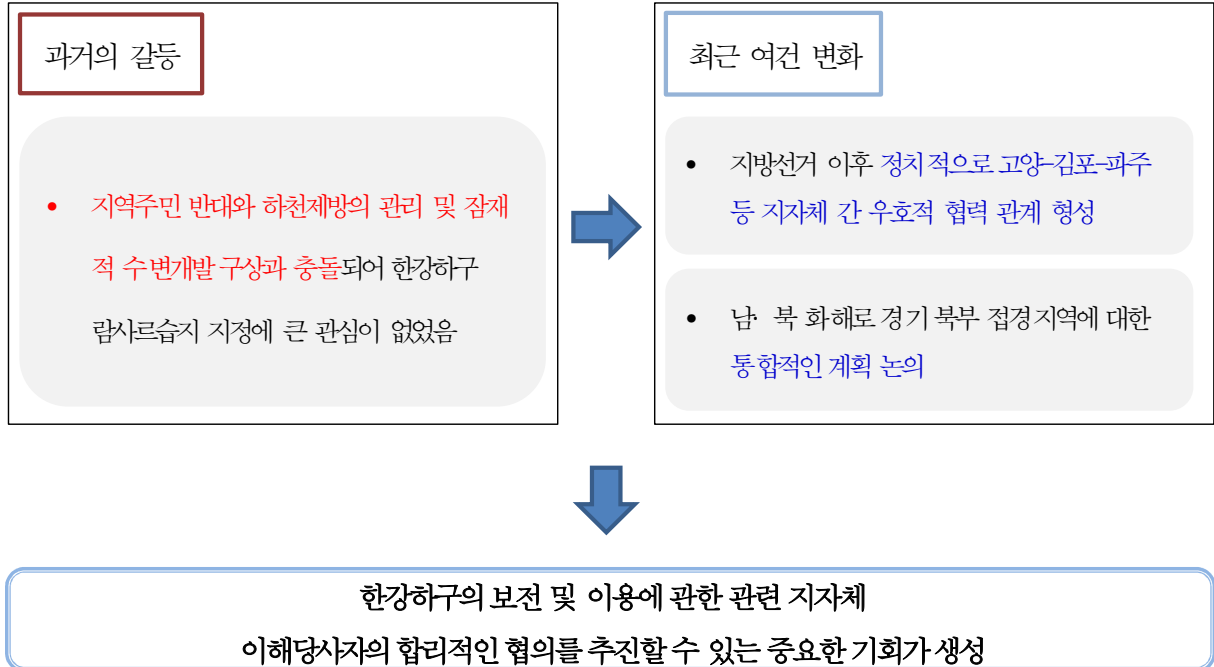 과거의 갈등
• 지역주민 반대와 하천제방의 관리 및 잠재
적 수변개발 구상과 충돌되어 한강하구
람사르습지 지정에 큰 관심이 없었음
최근 여건 변화
• 지방선거 이후 정치적으로 고양-김포-파주
등 지자체 간 우호적 협력 관계 형성
• 남· 북 화해로 경기 북부 접경지역에 대한
통합적인 계획 논의
한강하구의 보전 및 이용에 관한 관련 지자체
이해당사자의 합리적인 협의를 추진할 수 있는 중요한 기회가 생성